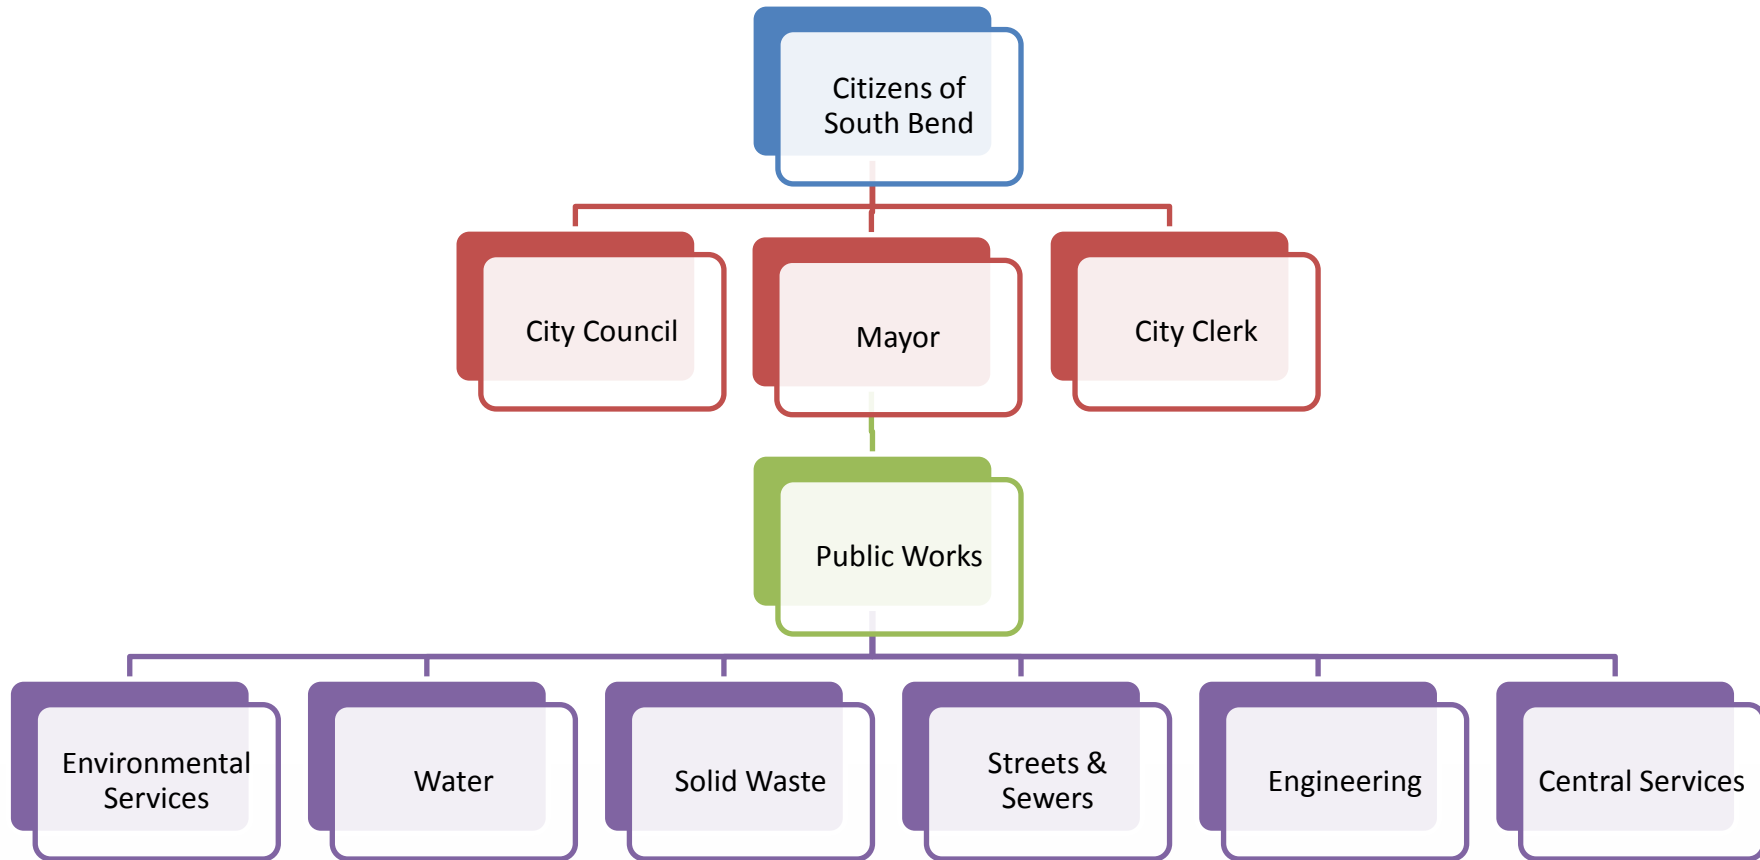 Citizens of
South Bend
City Council
Mayor
City Clerk
Public Works
Environmental
Services
Water
Solid Waste
Streets &
Sewers
Engineering
Central Services